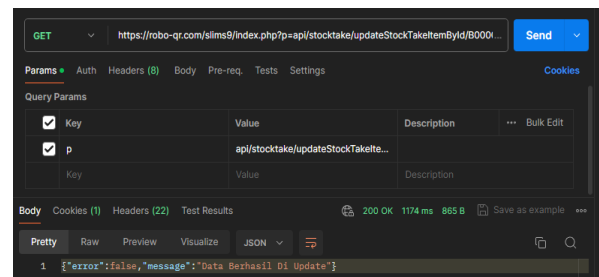 GET https://robo-qr.com/slims9/index.php?p=api/stocktake/updateStockTakeItemById/B000... Send
Params Auth Headers (8) Body Pre-req. Tests Settings Cookies
Query Params
Key Value Description ... Bulk Edit
p api/stocktake/updateStockTakeIte...
Key Value Description
Body Cookies (1) Headers (22) Test Results 200 OK 1174 ms 865 B Save as example
Pretty Raw Preview Visualize JSON
1 {"error":false,"message":"Data Berhasil Di Update"}